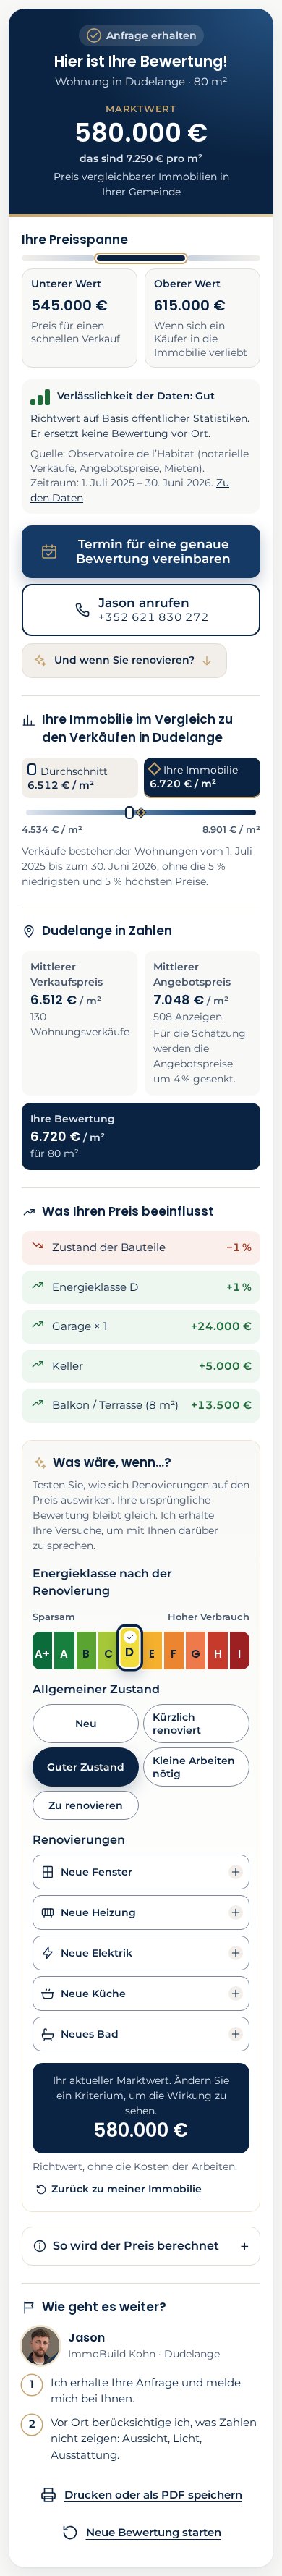 Anfrage erhalten
Hier ist Ihre Bewertung!
Wohnung in Dudelange · 80 m²
MARKTWERT
580.000 €
das sind 7.250 € pro m²
Preis vergleichbarer Immobilien in
Ihrer Gemeinde
Ihre Preisspanne
Unterer Wert
545.000 €
Preis für einen
schnellen Verkauf
Oberer Wert
615.000 €
Wenn sich ein
Käufer in die
Immobilie verliebt
Verlässlichkeit der Daten: Gut
Richtwert auf Basis öffentlicher Statistiken.
Er ersetzt keine Bewertung vor Ort.
Quelle: Observatoire de l'Habitat (notarielle
Verkäufe, Angebotspreise, Mieten).
Zeitraum: 1. Juli 2025 – 30. Juni 2026. Zu
den Daten
Termin für eine genaue
Bewertung vereinbaren
Jason anrufen
+352 621 830 272
Und wenn Sie renovieren?
Ihre Immobilie im Vergleich zu
den Verkäufen in Dudelange
Durchschnitt
6.512 € / m²
Ihre Immobilie
6.720 € / m²
4.534 € / m²
8.901 € / m²
Verkäufe bestehender Wohnungen vom 1. Juli
2025 bis zum 30. Juni 2026, ohne die 5 %
niedrigsten und 5 % höchsten Preise.
Dudelange in Zahlen
Mittlerer
Verkaufspreis
6.512 € / m²
130
Wohnungsverkäufe
Mittlerer
Angebotspreis
7.048 € / m²
508 Anzeigen
Für die Schätzung
werden die
Angebotspreise
um 4 % gesenkt.
Ihre Bewertung
6.720 € / m²
für 80 m²
Was Ihren Preis beeinflusst
Zustand der Bauteile −1 %
Energieklasse D +1 %
Garage × 1 +24.000 €
Keller +5.000 €
Balkon / Terrasse (8 m²) +13.500 €
Was wäre, wenn…?
Testen Sie, wie sich Renovierungen auf den
Preis auswirken. Ihre ursprüngliche
Bewertung bleibt gleich. Ich erhalte
Ihre Versuche, um mit Ihnen darüber
zu sprechen.
Energieklasse nach der
Renovierung
Sparsam
Hoher Verbrauch
A+ A B C D E F G H I
Allgemeiner Zustand
Neu
Kürzlich
renoviert
Guter Zustand
Kleine Arbeiten
nötig
Zu renovieren
Renovierungen
Neue Fenster +
Neue Heizung +
Neue Elektrik +
Neue Küche +
Neues Bad +
Ihr aktueller Marktwert. Ändern Sie
ein Kriterium, um die Wirkung zu
sehen.
580.000 €
Richtwert, ohne die Kosten der Arbeiten.
Zurück zu meiner Immobilie
So wird der Preis berechnet +
Wie geht es weiter?
Jason
ImmoBuild Kohn · Dudelange
1 Ich erhalte Ihre Anfrage und melde
mich bei Ihnen.
2 Vor Ort berücksichtige ich, was Zahlen
nicht zeigen: Aussicht, Licht,
Ausstattung.
Drucken oder als PDF speichern
Neue Bewertung starten